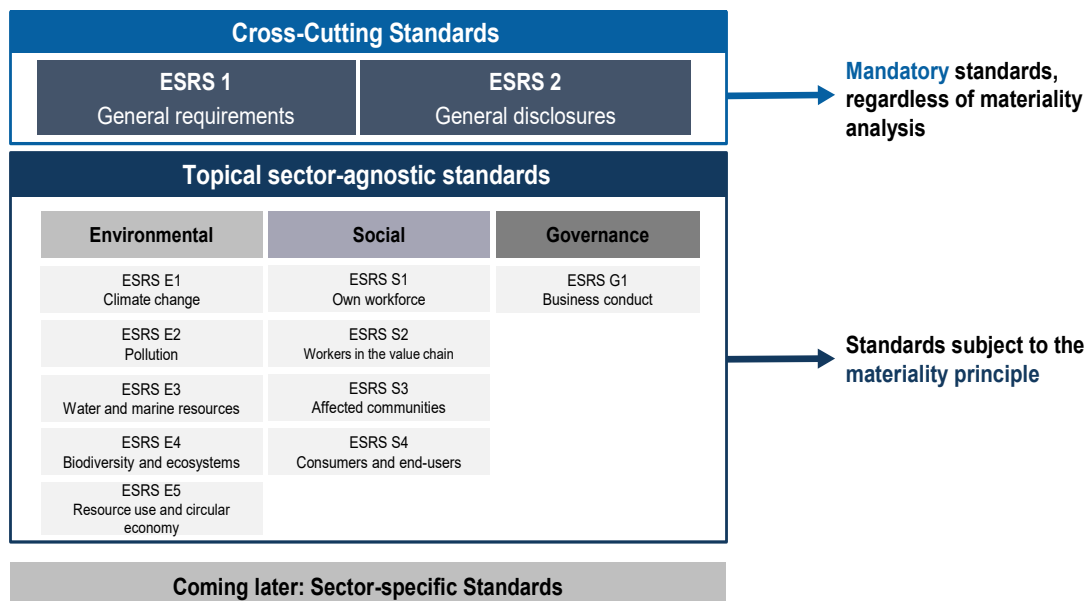 Cross-Cutting Standards
ESRS 1
General requirements
ESRS 2
General disclosures
Mandatory standards,
regardless of materiality
analysis
Topical sector-agnostic standards
Environmental
Social
Governance
ESRS E1
Climate change
ESRS S1
Own workforce
ESRS G1
Business conduct
ESRS E2
Pollution
ESRS S2
Workers in the value chain
ESRS E3
Water and marine resources
ESRS S3
Affected communities
ESRS E4
Biodiversity and ecosystems
ESRS S4
Consumers and end-users
ESRS E5
Resource use and circular
economy
Standards subject to the
materiality principle
Coming later: Sector-specific Standards